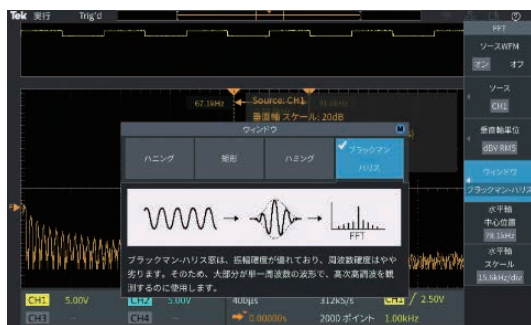 Tek 実行 Trig'd
FFT
ソースWFM
オン オフ
67.1kHz
Source: CH1
垂直軸 スケール: 20dB
ソース
CH1
ウィンドウ M
ハニング
矩形
ハミング
ブラックマン
ハリス
垂直軸単位
dBV RMS
ウィンドウ
ブラックマン-ハリス
FFT
水平軸
中心位置
78.1kHz
ブラックマン-ハリス窓は、振幅確度が優れており、周波数確度はやや
劣ります。そのため、大部分が単一周波数の波形で、高次高調波を観
測するのに使用します。
水平軸
スケール
15.6kHz/div
CH1 5.00V
CH2 5.00V
400μs
312kS/s
CH1 2.50V
CH3 --
CH4 --
0.00000s
2000 ポイント
1.00kHz